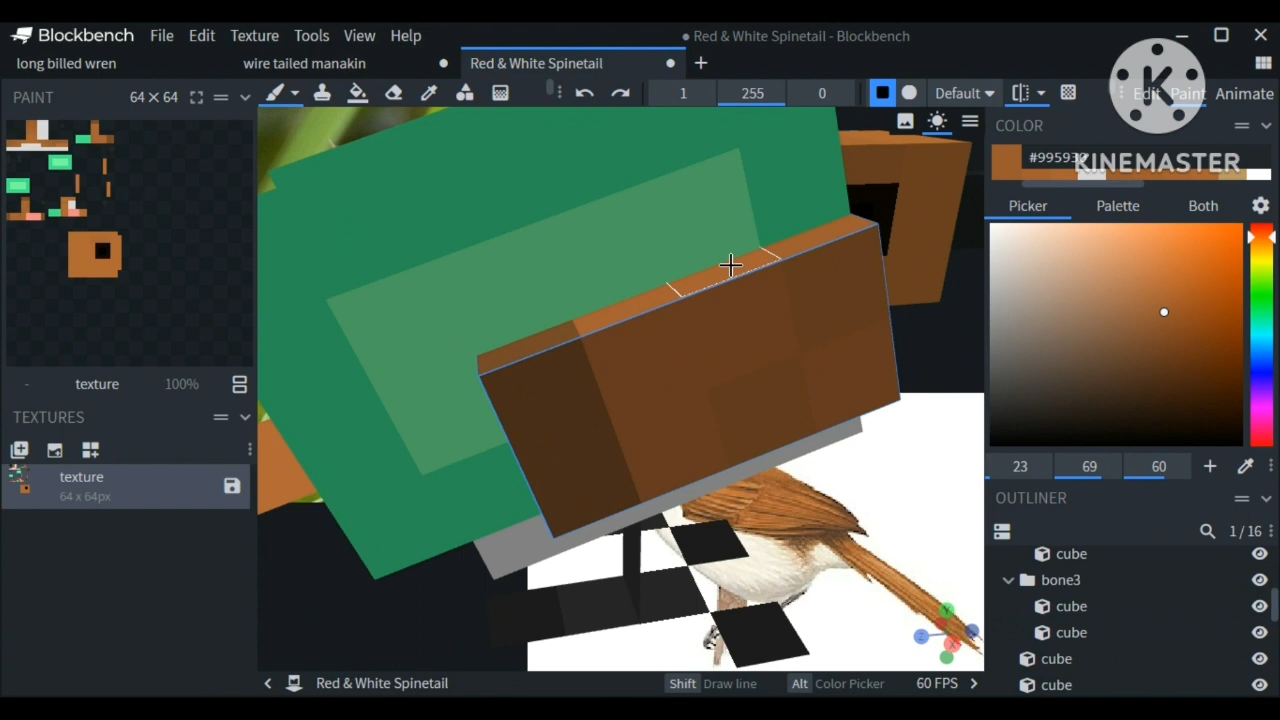 Blockbench File Edit Texture Tools View Help
Red & White Spinetail - Blockbench
long billed wren
wire tailed manakin
Red & White Spinetail
PAINT 64 × 64
1 255 0 Default
Edit Paint Animate
COLOR
KINEMASTER
Picker Palette Both
- texture 180%
TEXTURES
texture
64 x 64px
23 69 60
OUTLINER
1 / 16
cube
bone3
cube
cube
cube
cube
Red & White Spinetail
Shift Draw line Alt Color Picker 60 FPS